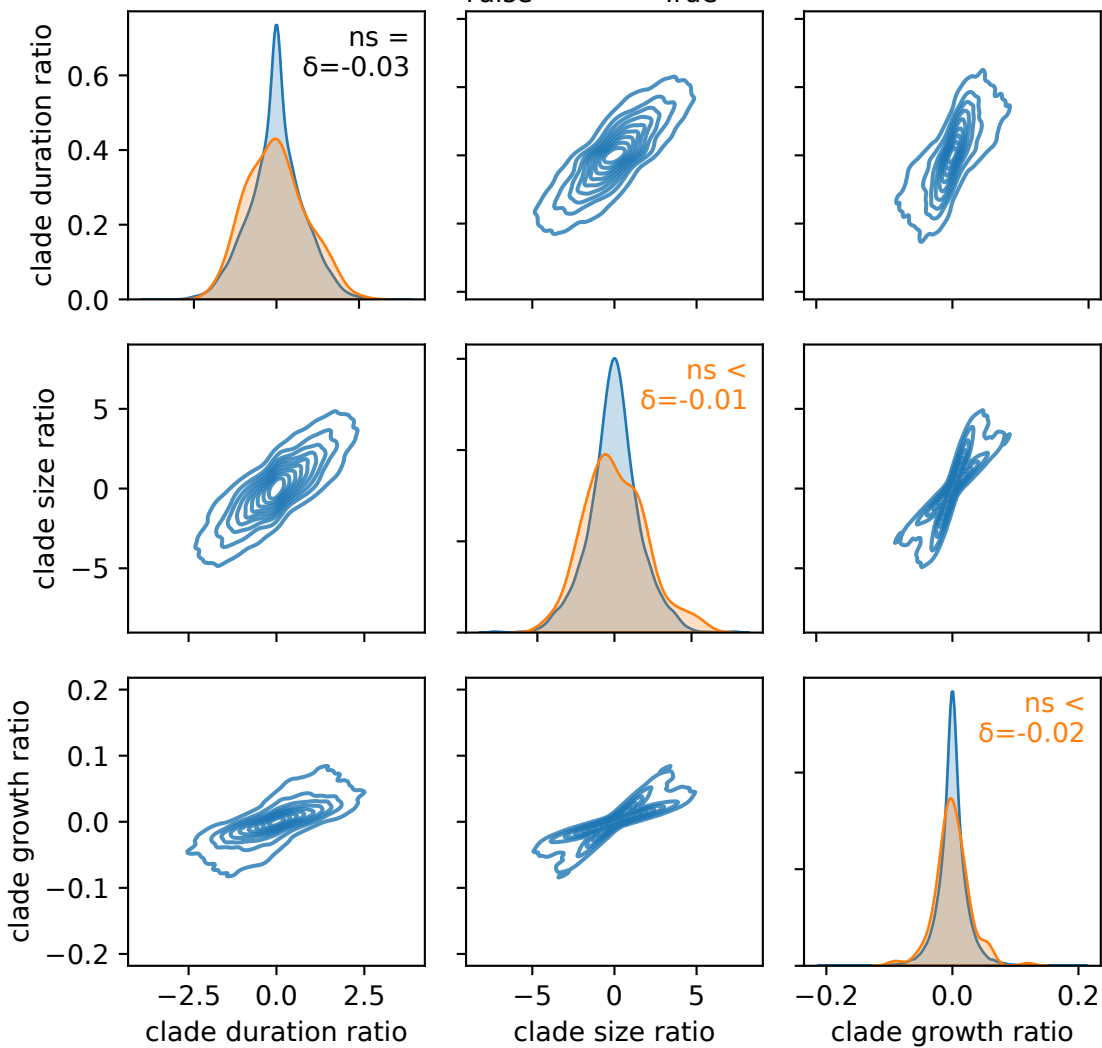 ns =
δ=-0.03
clade duration ratio
0.6
0.4
0.2
0.0
ns <
δ=-0.01
clade size ratio
5
0
−5
ns <
δ=-0.02
clade growth ratio
0.2
0.1
0.0
−0.1
−0.2
−2.5 0.0 2.5
−5 0 5
−0.2 0.0 0.2
clade duration ratio
clade size ratio
clade growth ratio